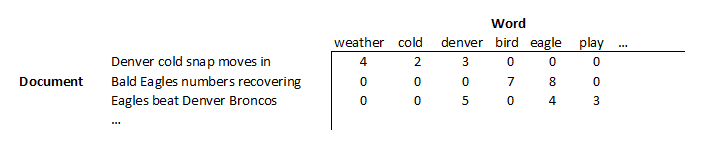 Word
weather cold denver bird eagle play ...
Denver cold snap moves in 4 2 3 0 0 0
Document Bald Eagles numbers recovering 0 0 0 7 8 0
Eagles beat Denver Broncos 0 0 5 0 4 3
...